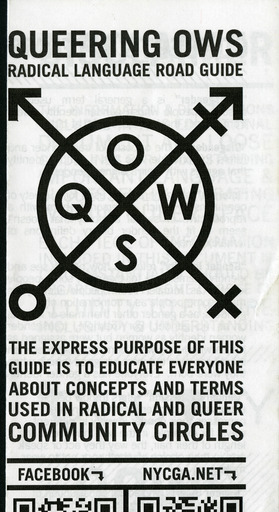 QUEERING OWS
RADICAL LANGUAGE ROAD GUIDE
O
Q W
S
THE EXPRESS PURPOSE OF THIS
GUIDE IS TO EDUCATE EVERYONE
ABOUT CONCEPTS AND TERMS
USED IN RADICAL AND QUEER
COMMUNITY CIRCLES
FACEBOOK NYCGA.NET